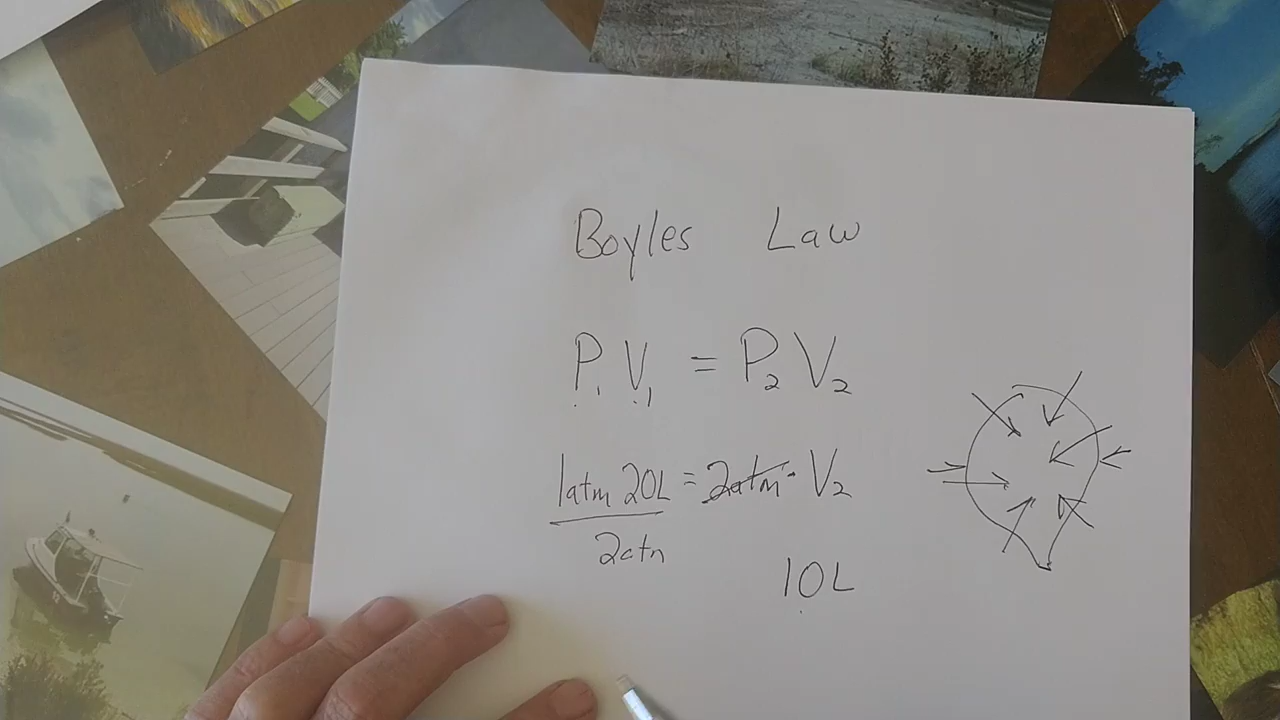 Boyles Law
P₁ V₁ = P₂ V₂
1atm 20L = 2atm · V₂
2atm
10L